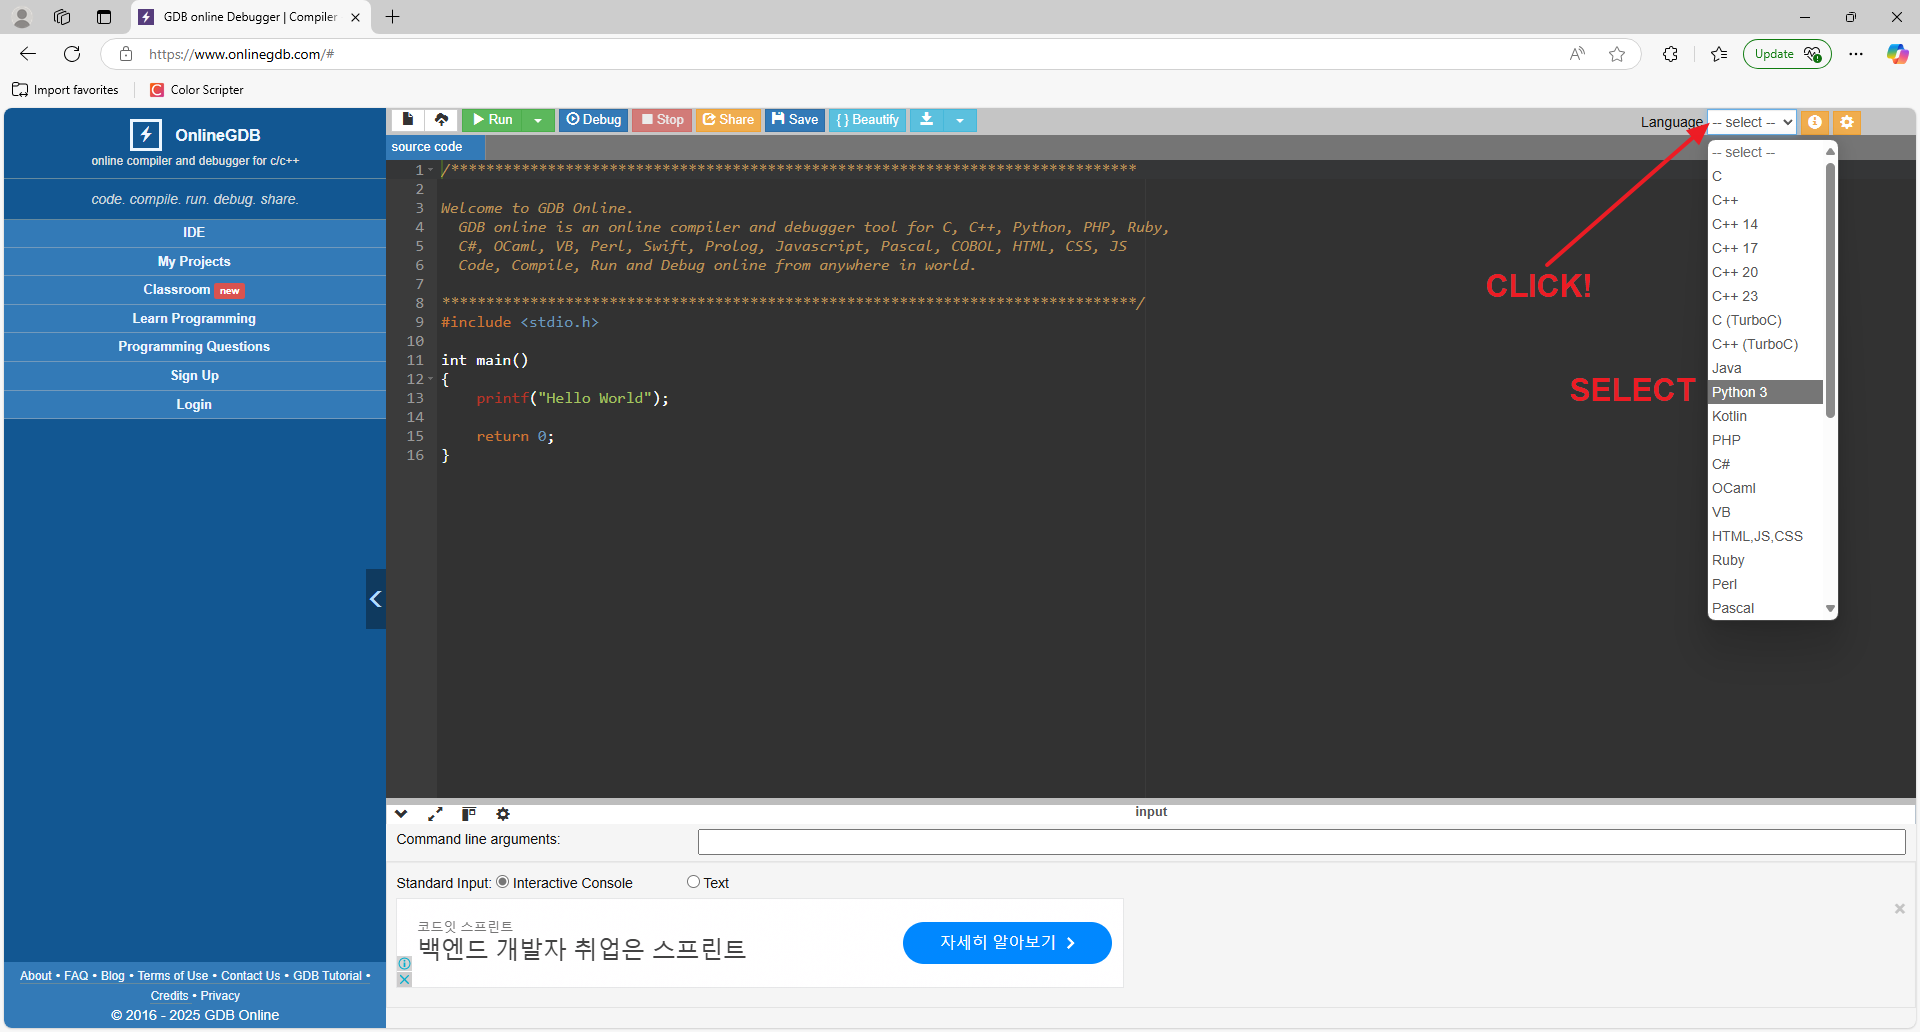 GDB online Debugger | Compiler
https://www.onlinegdb.com/#
Update
Import favorites
Color Scripter
OnlineGDB
online compiler and debugger for c/c++
code. compile. run. debug. share.
IDE
My Projects
Classroom new
Learn Programming
Programming Questions
Sign Up
Login
About • FAQ • Blog • Terms of Use • Contact Us • GDB Tutorial •
Credits • Privacy
© 2016 - 2025 GDB Online
Run Debug Stop Share Save { } Beautify
Language -- select --
source code
1 /******************************************************************************
2
3 Welcome to GDB Online.
4 GDB online is an online compiler and debugger tool for C, C++, Python, PHP, Ruby,
5 C#, OCaml, VB, Perl, Swift, Prolog, Javascript, Pascal, COBOL, HTML, CSS, JS
6 Code, Compile, Run and Debug online from anywhere in world.
7
8 *******************************************************************************/
9 #include <stdio.h>
10
11 int main()
12 {
13 printf("Hello World");
14
15 return 0;
16 }
CLICK!
SELECT
-- select --
C
C++
C++ 14
C++ 17
C++ 20
C++ 23
C (TurboC)
C++ (TurboC)
Java
Python 3
Kotlin
PHP
C#
OCaml
VB
HTML,JS,CSS
Ruby
Perl
Pascal
input
Command line arguments:
Standard Input: Interactive Console Text
코드잇 스프린트
백엔드 개발자 취업은 스프린트
자세히 알아보기